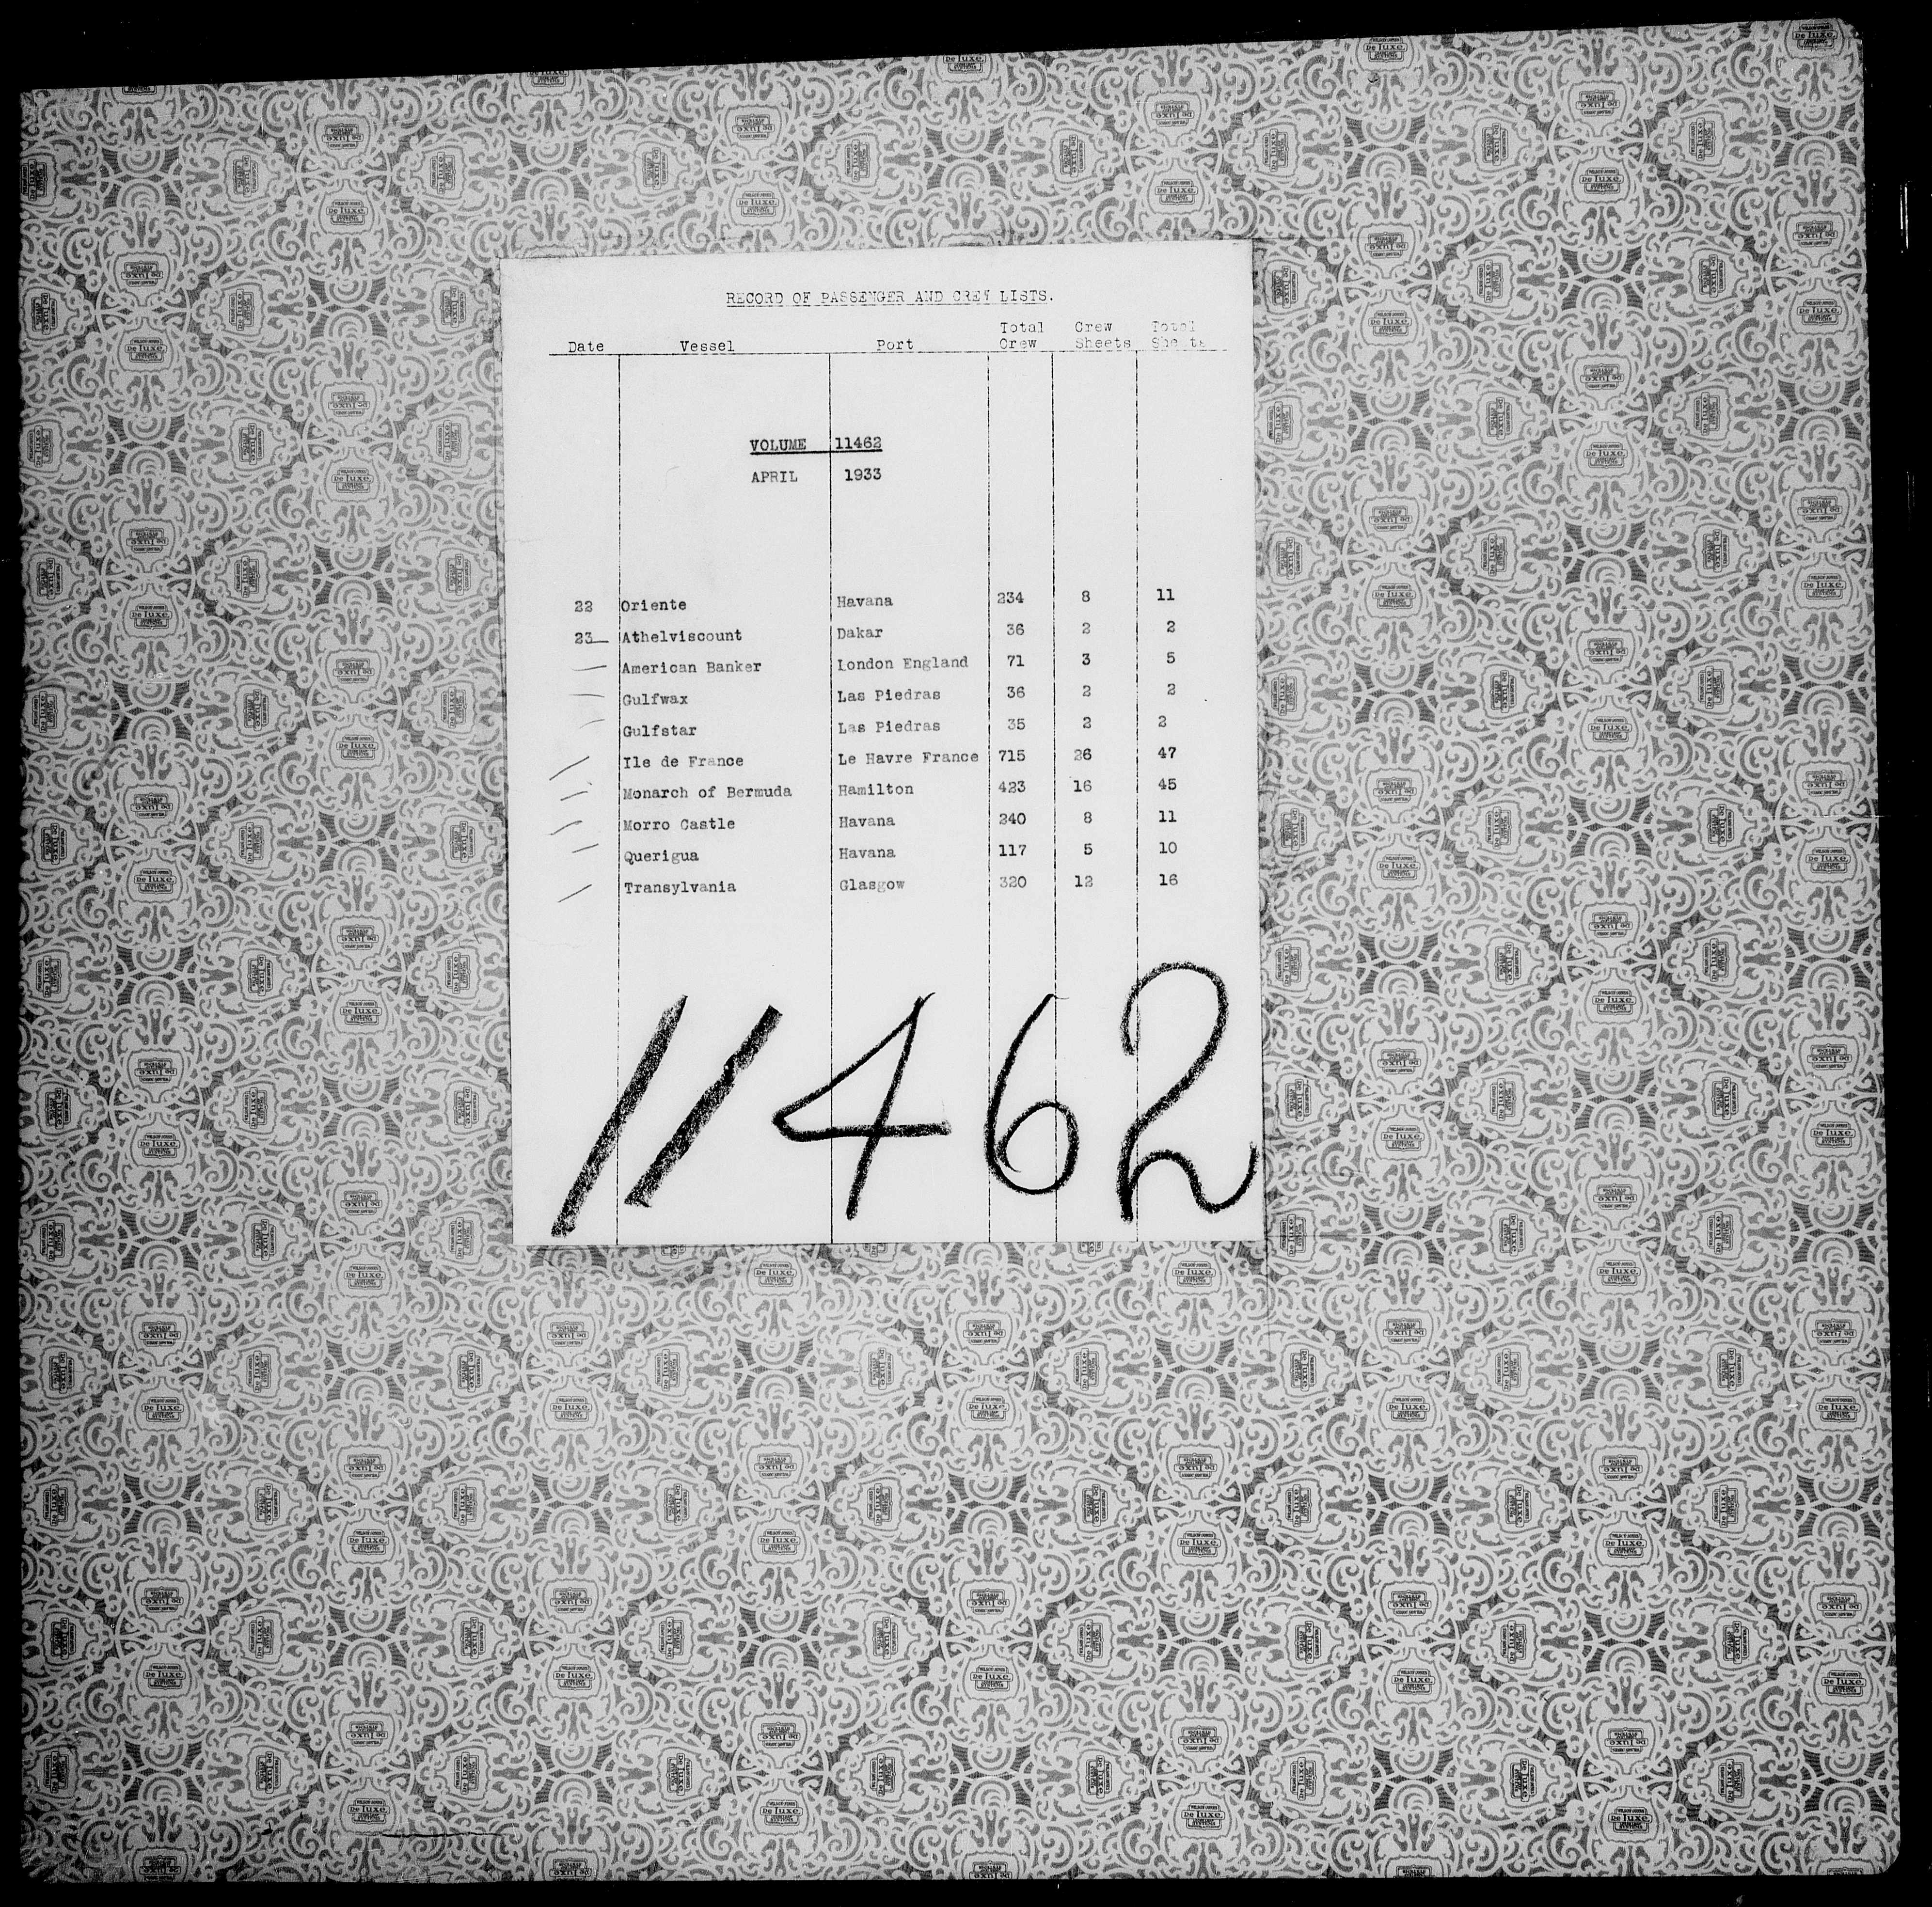 RECORD OF PASSENGER AND CREW LISTS.
Total Crew Total
Date Vessel Port Crew Sheets Sheets
VOLUME 11462
APRIL 1933
22 Oriente Havana 234 8 11
23 Athelviscount Dakar 36 2 2
American Banker London England 71 3 5
Gulfwax Las Piedras 36 2 2
Gulfstar Las Piedras 35 2 2
Ile de France Le Havre France 715 26 47
Monarch of Bermuda Hamilton 423 16 45
Morro Castle Havana 240 8 11
Querigua Havana 117 5 10
Transylvania Glasgow 320 12 16
11462